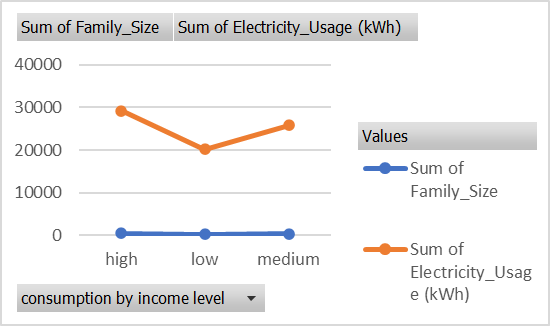 Sum of Family_Size
Sum of Electricity_Usage (kWh)
40000
30000
20000
10000
0
high
low
medium
Values
Sum of
Family_Size
Sum of
Electricity_Usag
e (kWh)
consumption by income level